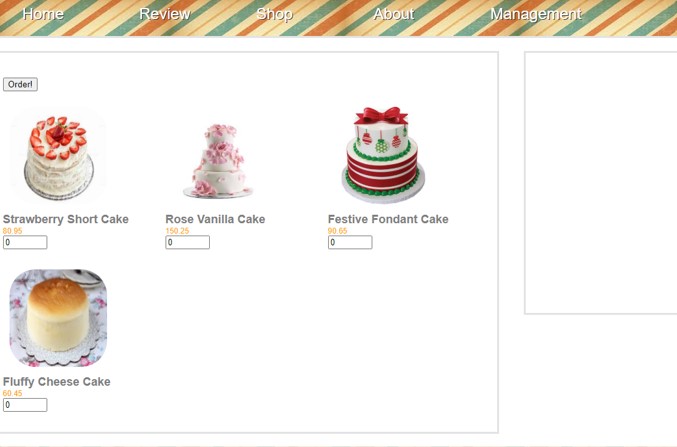 Home Review Shop About Management
Order!
Strawberry Short Cake Rose Vanilla Cake Festive Fondant Cake
80.95 150.25 90.65
0 0 0
Fluffy Cheese Cake
60.45
0